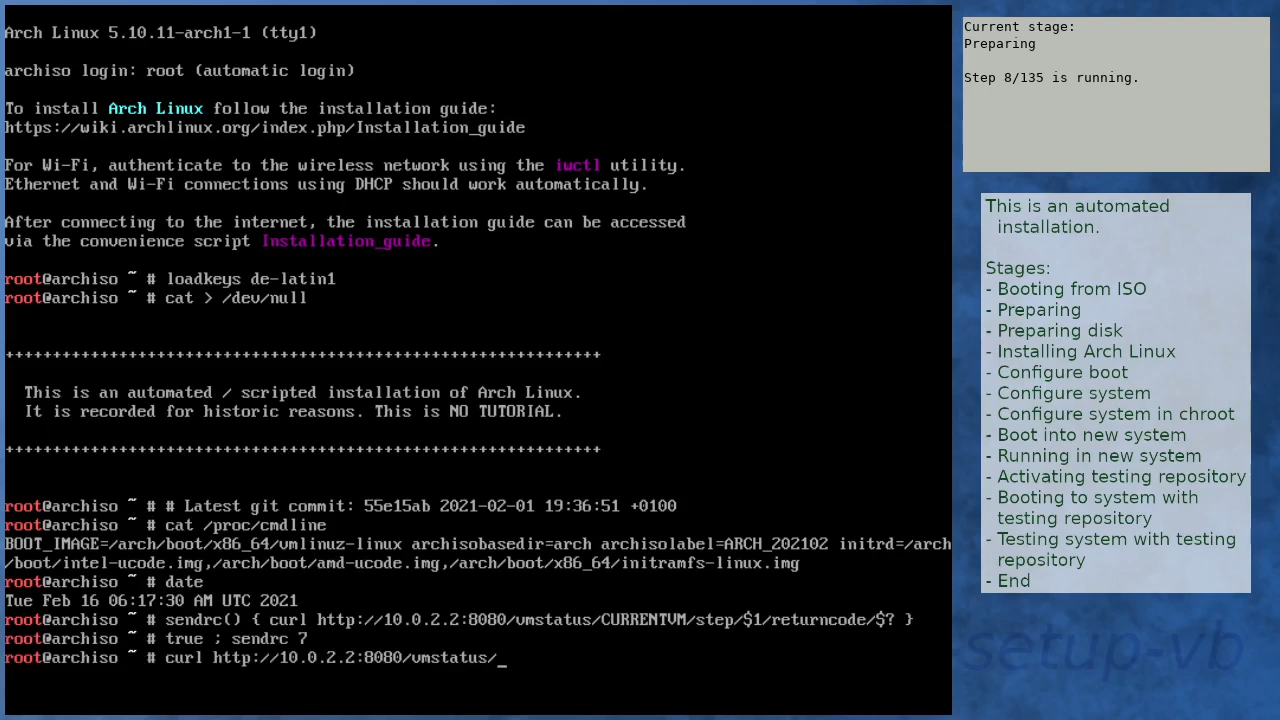 Arch Linux 5.10.11-arch1-1 (tty1)
archiso login: root (automatic login)
To install Arch Linux follow the installation guide:
https://wiki.archlinux.org/index.php/Installation_guide
For Wi-Fi, authenticate to the wireless network using the iwctl utility.
Ethernet and Wi-Fi connections using DHCP should work automatically.
After connecting to the internet, the installation guide can be accessed
via the convenience script Installation_guide.
root@archiso ~ # loadkeys de-latin1
root@archiso ~ # cat > /dev/null
+++++++++++++++++++++++++++++++++++++++++++++++++++++++++++++++
This is an automated / scripted installation of Arch Linux.
It is recorded for historic reasons. This is NO TUTORIAL.
+++++++++++++++++++++++++++++++++++++++++++++++++++++++++++++++
root@archiso ~ # # Latest git commit: 55e15ab 2021-02-01 19:36:51 +0100
root@archiso ~ # cat /proc/cmdline
BOOT_IMAGE=/arch/boot/x86_64/vmlinuz-linux archisobasedir=arch archisolabel=ARCH_202102 initrd=/arch
/boot/intel-ucode.img,/arch/boot/amd-ucode.img,/arch/boot/x86_64/initramfs-linux.img
root@archiso ~ # date
Tue Feb 16 06:17:30 AM UTC 2021
root@archiso ~ # sendrc() { curl http://10.0.2.2:8080/vmstatus/CURRENTVM/step/$1/returncode/$? }
root@archiso ~ # true ; sendrc 7
root@archiso ~ # curl http://10.0.2.2:8080/vmstatus/_
Current stage:
Preparing
Step 8/135 is running.
This is an automated
installation.
Stages:
- Booting from ISO
- Preparing
- Preparing disk
- Installing Arch Linux
- Configure boot
- Configure system
- Configure system in chroot
- Boot into new system
- Running in new system
- Activating testing repository
- Booting to system with
testing repository
- Testing system with testing
repository
- End
setup-vb